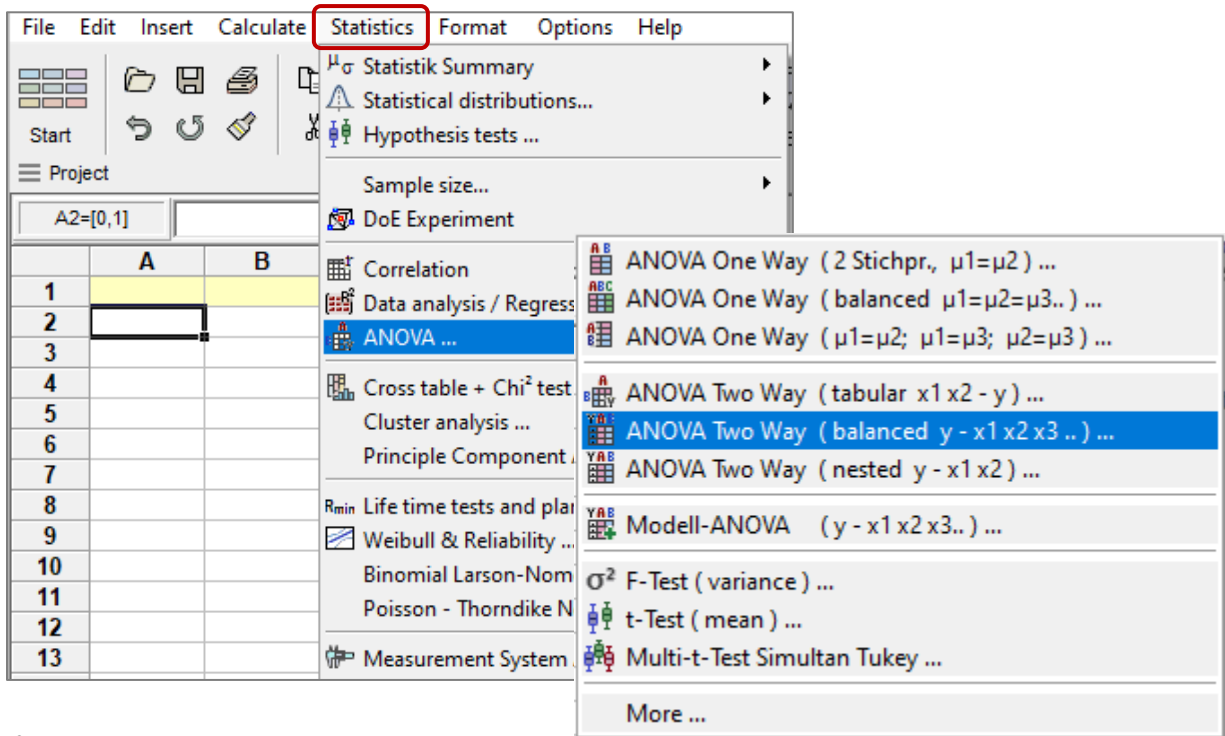 File Edit Insert Calculate Statistics Format Options Help
Start
Project
A2=[0,1]
A B
1
2
3
4
5
6
7
8
9
10
11
12
13
μσ Statistik Summary
Statistical distributions...
Hypothesis tests ...
Sample size...
DoE Experiment
Correlation
Data analysis / Regress
ANOVA ...
Cross table + Chi² test
Cluster analysis ...
Principle Component
Rmin Life time tests and plan
Weibull & Reliability ...
Binomial Larson-Nom
Poisson - Thorndike N
Measurement System
ANOVA One Way ( 2 Stichpr., μ1=μ2 ) ...
ANOVA One Way ( balanced μ1=μ2=μ3.. ) ...
ANOVA One Way ( μ1=μ2; μ1=μ3; μ2=μ3 ) ...
ANOVA Two Way ( tabular x1 x2 - y ) ...
ANOVA Two Way ( balanced y - x1 x2 x3 .. ) ...
ANOVA Two Way ( nested y - x1 x2 ) ...
Modell-ANOVA ( y - x1 x2 x3.. ) ...
σ² F-Test ( variance ) ...
t-Test ( mean ) ...
Multi-t-Test Simultan Tukey ...
More ...